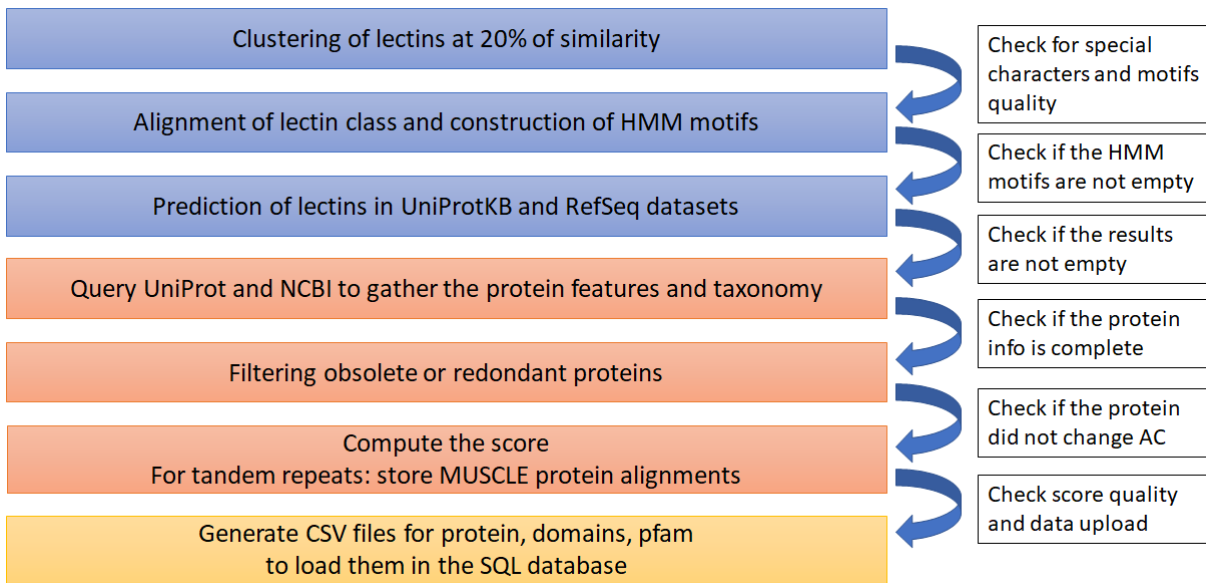 Clustering of lectins at 20% of similarity
Check for special
characters and motifs
quality
Alignment of lectin class and construction of HMM motifs
Check if the HMM
motifs are not empty
Prediction of lectins in UniProtKB and RefSeq datasets
Check if the results
are not empty
Query UniProt and NCBI to gather the protein features and taxonomy
Check if the protein
info is complete
Filtering obsolete or redondant proteins
Check if the protein
did not change AC
Compute the score
For tandem repeats: store MUSCLE protein alignments
Check score quality
and data upload
Generate CSV files for protein, domains, pfam
to load them in the SQL database